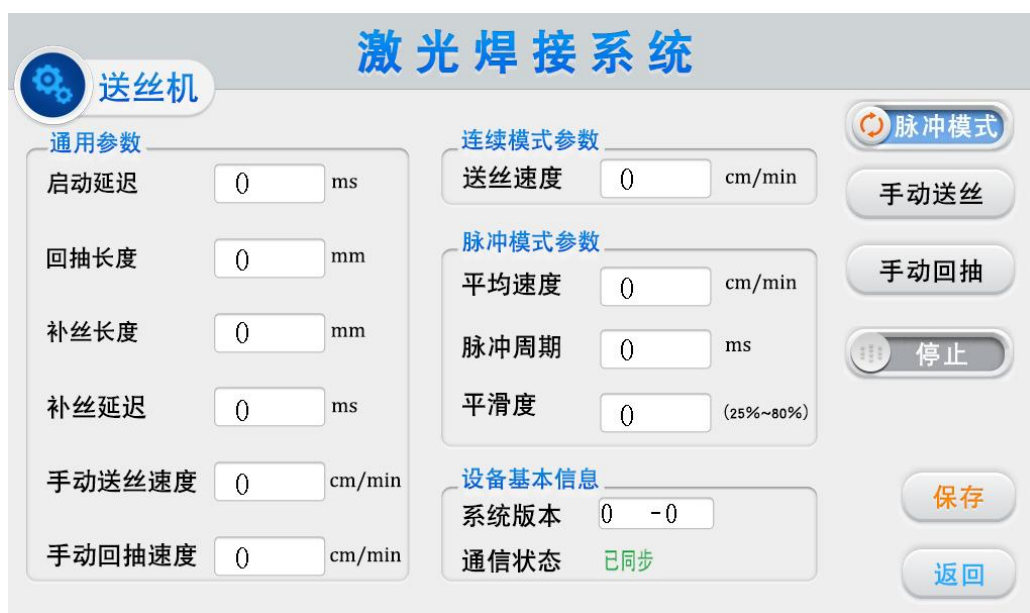 激光焊接系统
送丝机
通用参数
启动延迟 0 ms
回抽长度 0 mm
补丝长度 0 mm
补丝延迟 0 ms
手动送丝速度 0 cm/min
手动回抽速度 0 cm/min
连续模式参数
送丝速度 0 cm/min
脉冲模式参数
平均速度 0 cm/min
脉冲周期 0 ms
平滑度 0 (25%~80%)
设备基本信息
系统版本 0 -0
通信状态 已同步
脉冲模式
手动送丝
手动回抽
停止
保存
返回